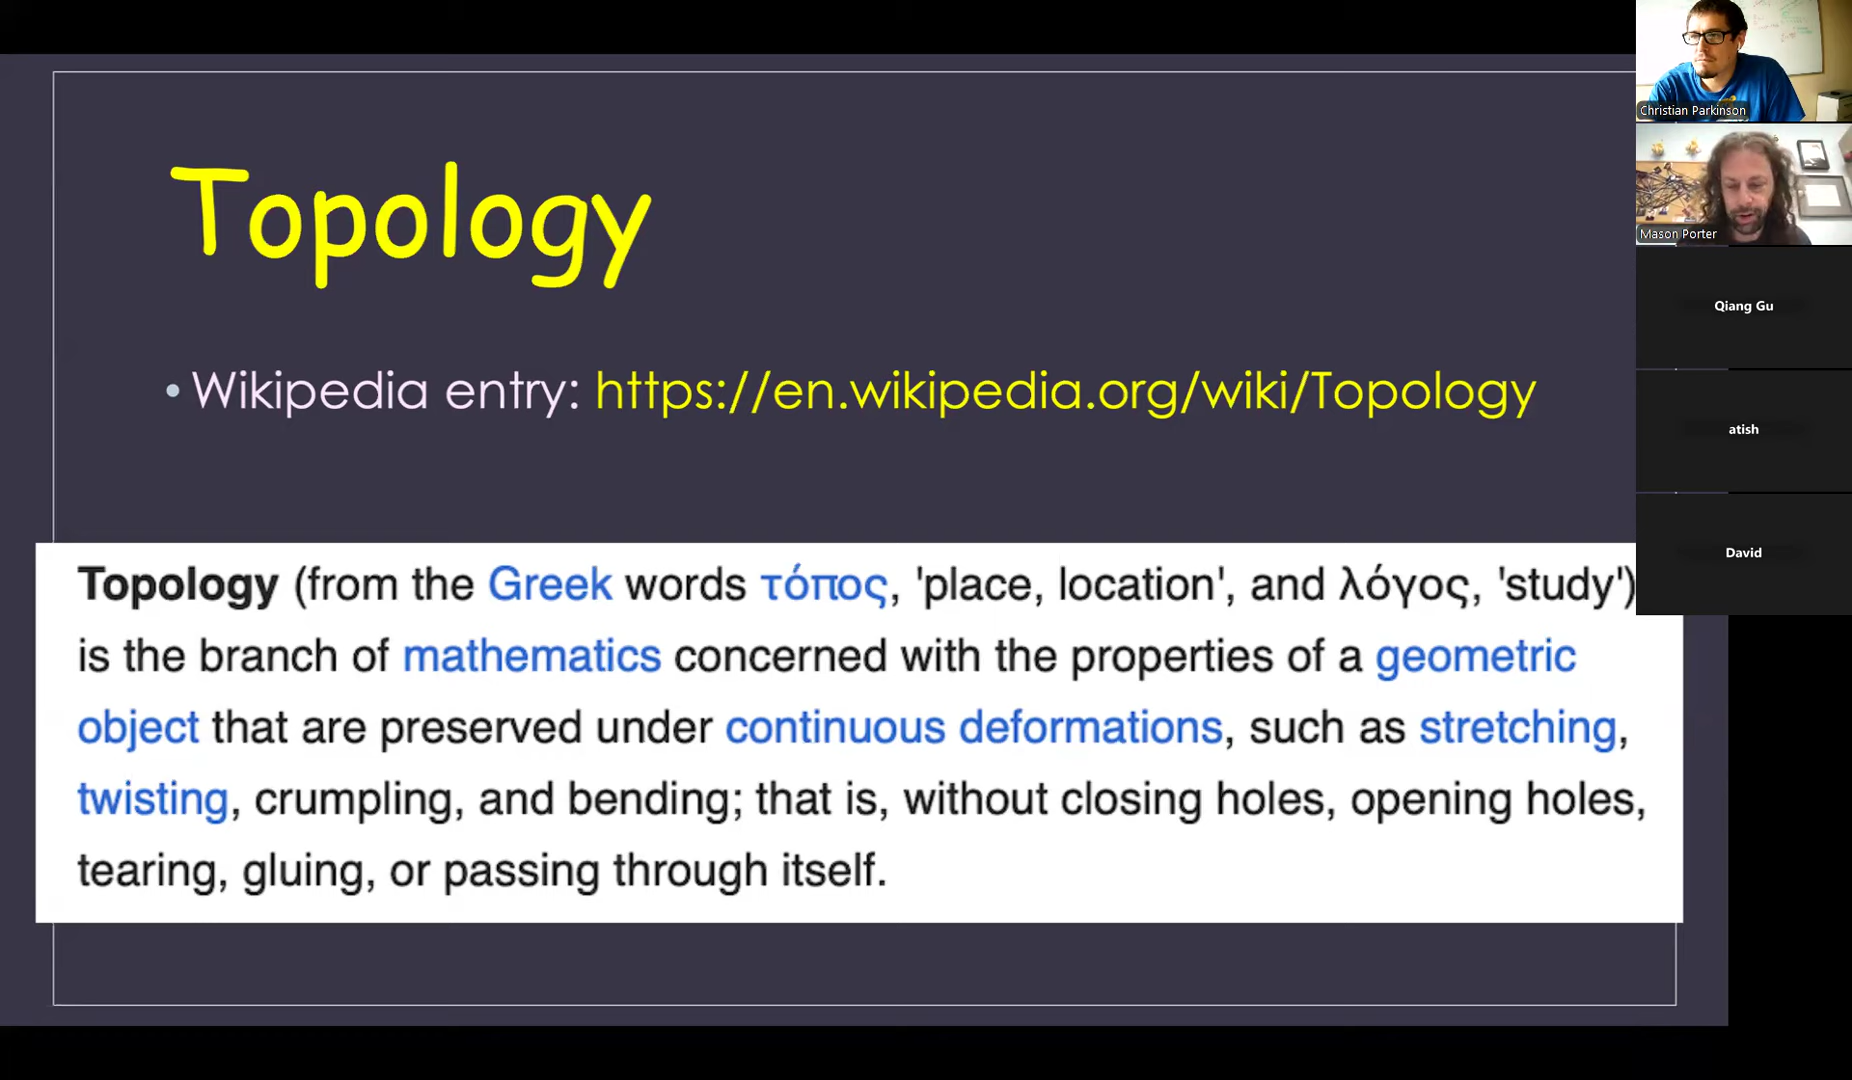 Topology
• Wikipedia entry: https://en.wikipedia.org/wiki/Topology
Topology (from the Greek words τόπος, 'place, location', and λόγος, 'study')
is the branch of mathematics concerned with the properties of a geometric
object that are preserved under continuous deformations, such as stretching,
twisting, crumpling, and bending; that is, without closing holes, opening holes,
tearing, gluing, or passing through itself.
Christian Parkinson
Mason Porter
Qiang Gu
atish
David